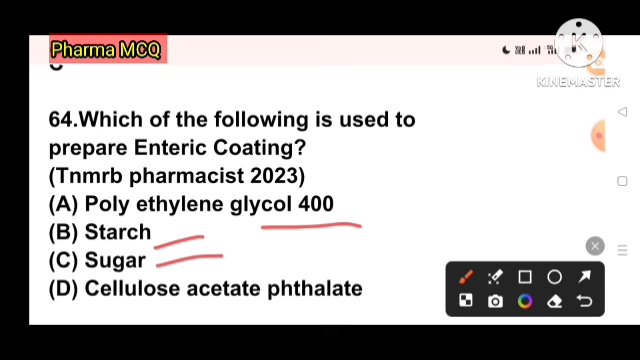 Pharma MCQ
KINEMASTER
64.Which of the following is used to
prepare Enteric Coating?
(Tnmrb pharmacist 2023)
(A) Poly ethylene glycol 400
(B) Starch
(C) Sugar
(D) Cellulose acetate phthalate